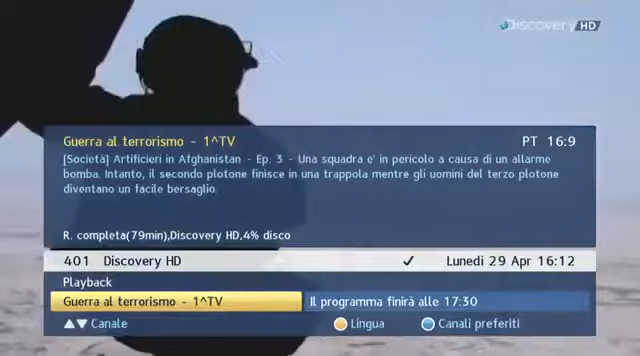 Discovery HD
Guerra al terrorismo - 1^TV PT 16:9
[Società] Artificieri in Afghanistan - Ep. 3 - Una squadra e' in pericolo a causa di un allarme
bomba. Intanto, il secondo plotone finisce in una trappola mentre gli uomini del terzo plotone
diventano un facile bersaglio.
R. completa(79min),Discovery HD,4% disco
401 Discovery HD ✓ Lunedì 29 Apr 16:12
Playback
Guerra al terrorismo - 1^TV Il programma finirà alle 17:30
▲▼ Canale Lingua Canali preferiti